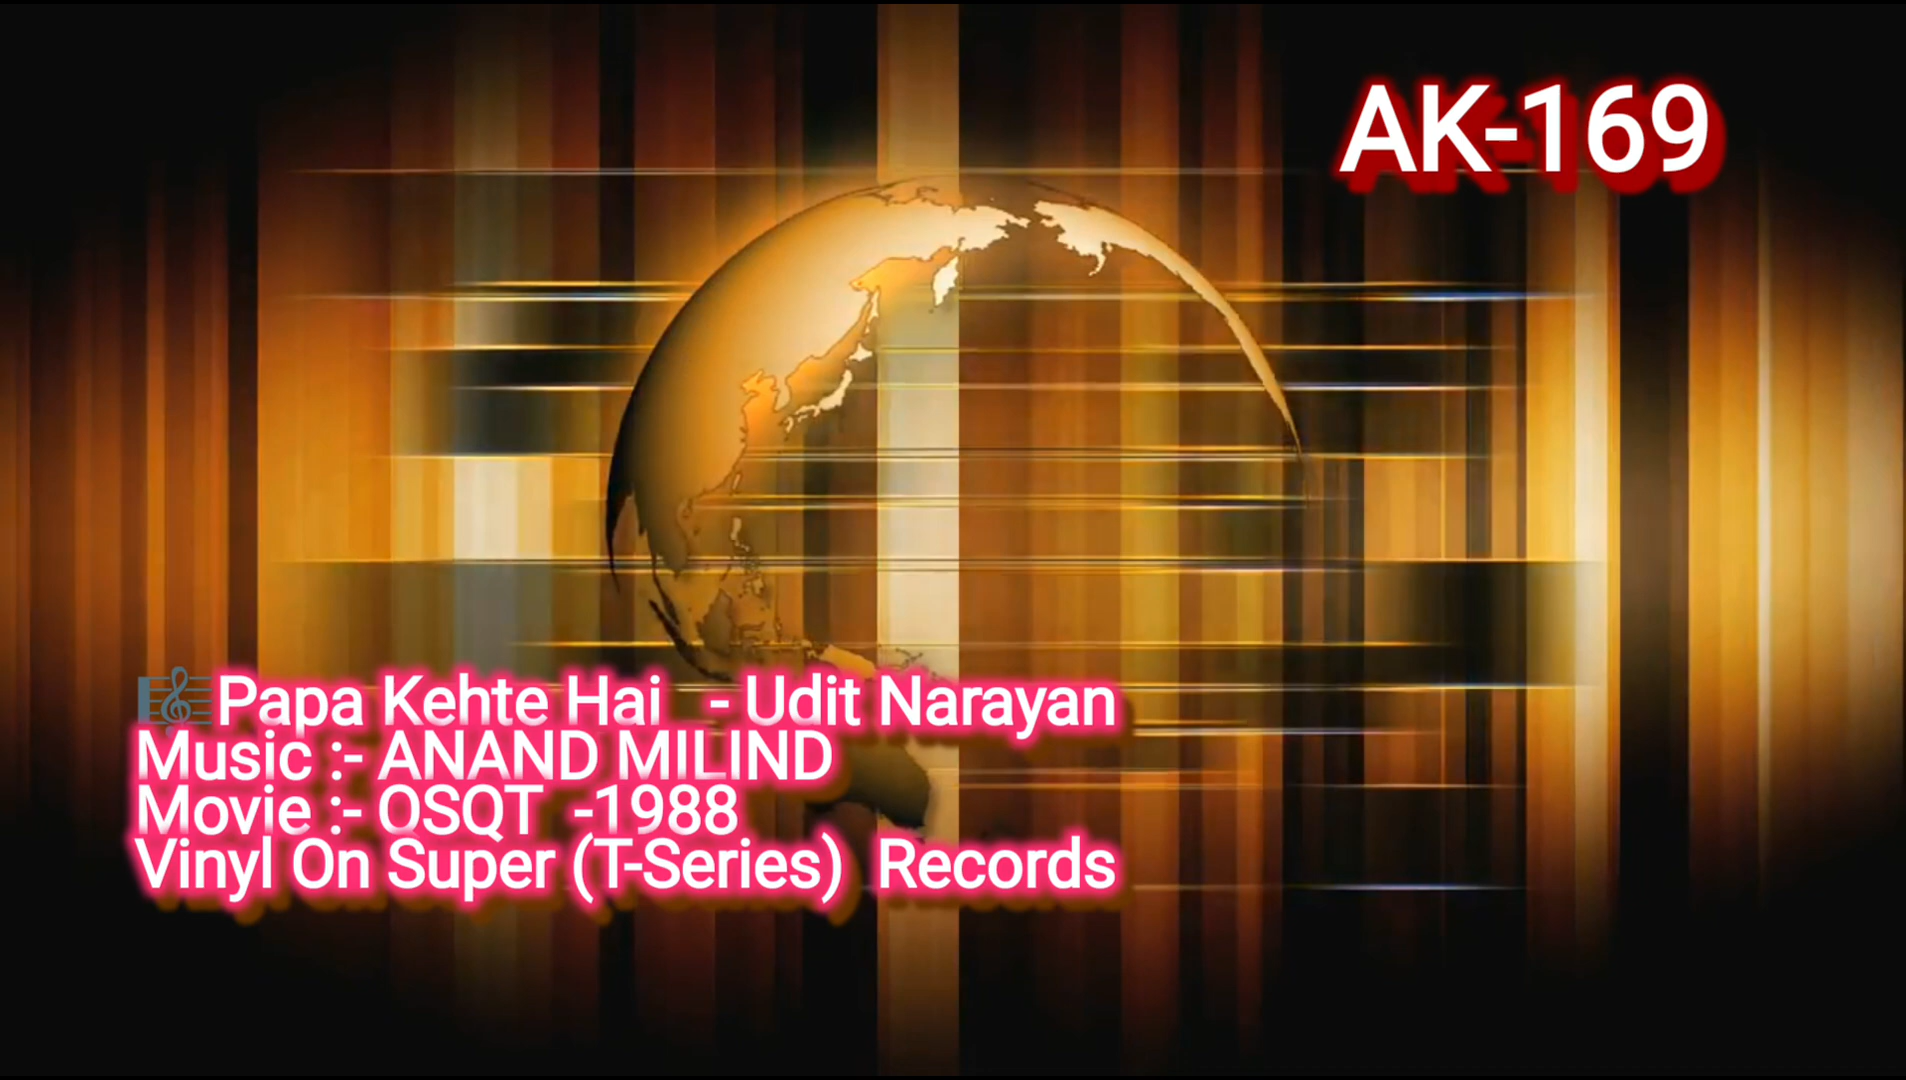 AK-169
🎼Papa Kehte Hai - Udit Narayan
Music :- ANAND MILIND
Movie :- QSQT -1988
Vinyl On Super (T-Series) Records